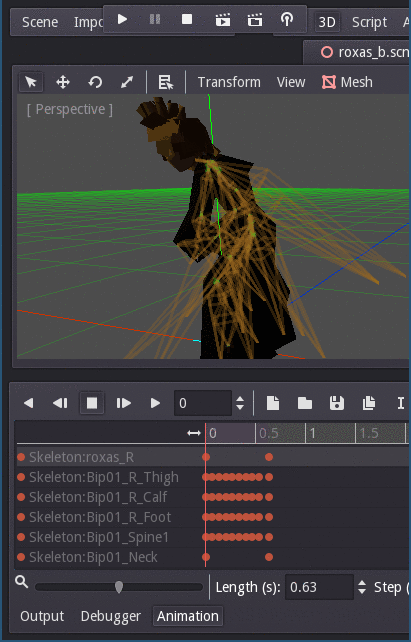 Scene Impo 3D Script A
roxas_b.scn
Transform View Mesh
[ Perspective ]
0
0 0.5 1 1.5
Skeleton:roxas_R
Skeleton:Bip01_R_Thigh
Skeleton:Bip01_R_Calf
Skeleton:Bip01_R_Foot
Skeleton:Bip01_Spine1
Skeleton:Bip01_Neck
Length (s): 0.63 Step (
Output Debugger Animation